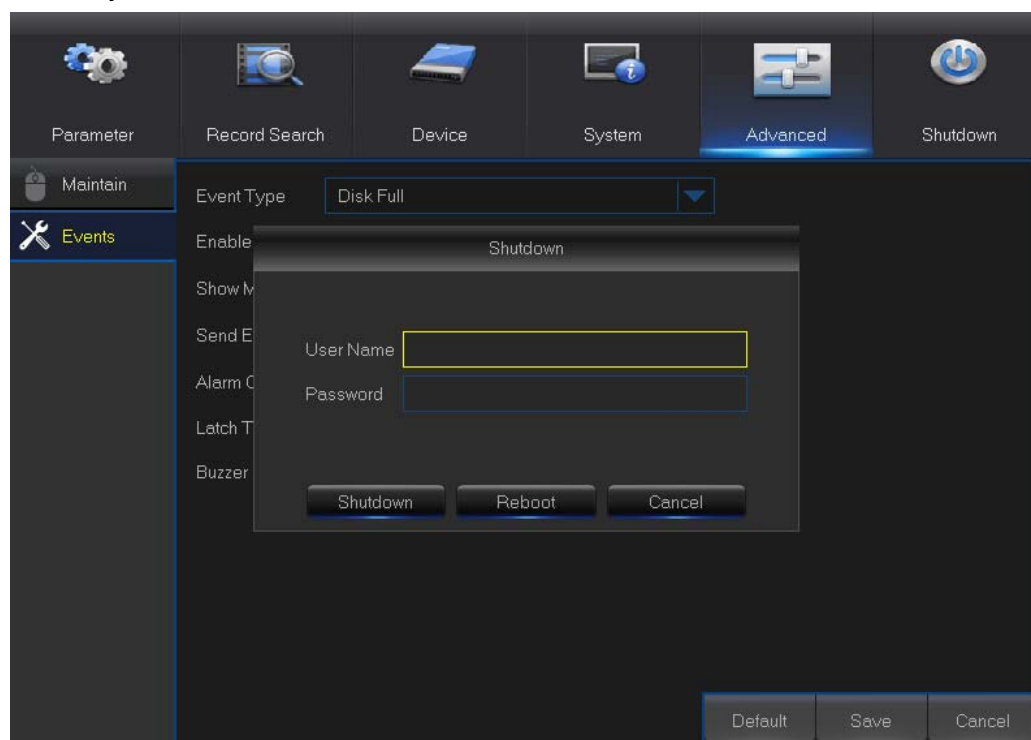 Parameter Record Search Device System Advanced Shutdown
Maintain
Events
Event Type Disk Full
Enable
Show M
Send E
Alarm C
Latch T
Buzzer
Shutdown
User Name
Password
Shutdown Reboot Cancel
Default Save Cancel